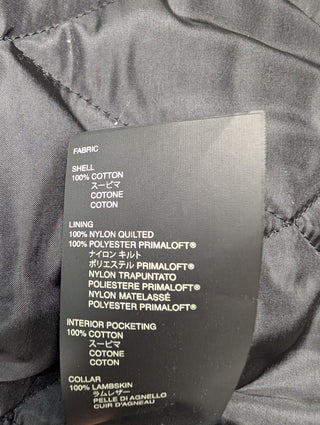 FABRIC
SHELL
100% COTTON
スーピマ
COTONE
COTON
LINING
100% NYLON QUILTED
100% POLYESTER PRIMALOFT®
ナイロン キルト
ポリエステル PRIMALOFT®
NYLON TRAPUNTATO
POLIESTERE PRIMALOFT®
NYLON MATELASSÉ
POLYESTER PRIMALOFT®
INTERIOR POCKETING
100% COTTON
スーピマ
COTONE
COTON
COLLAR
100% LAMBSKIN
ラムレザー
PELLE DI AGNELLO
CUIR D'AGNEAU